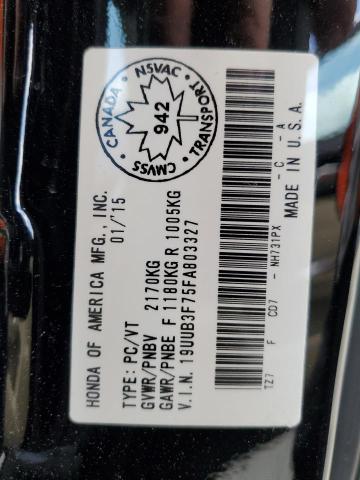 HONDA OF AMERICA MFG., INC.
01/'15
TYPE: PC/VT
GVWR/PNBV 2170KG
GAWR/PNBE F 1180KG R 1005KG
V.I.N. 19UUB3F75FA803327
CANADA NSVAC
942
CMVSS TRANSPORT
TZ7 F CD7 - NH731PX - C - A
MADE IN U.S.A.